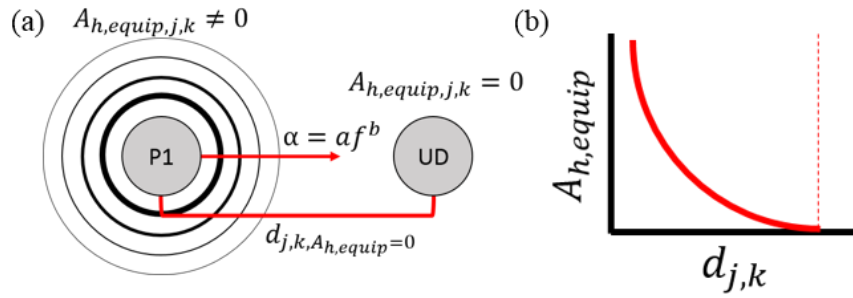 (a)
A_{h,equip,j,k} ≠ 0
A_{h,equip,j,k} = 0
P1
α = af^b
UD
d_{j,k,A_{h,equip}=0}
(b)
A_{h,equip}
d_{j,k}